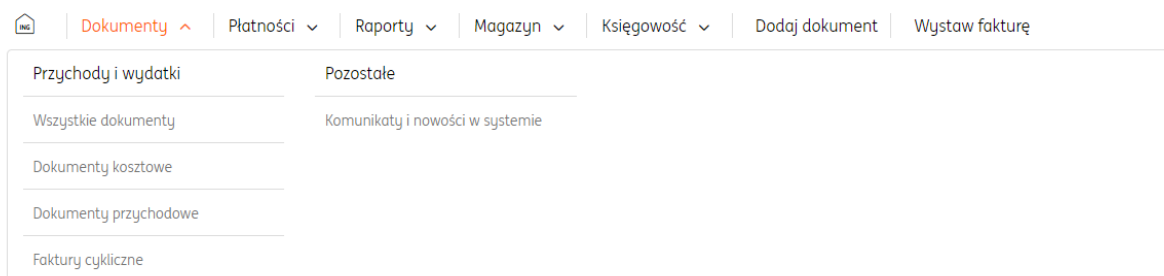 ING Dokumenty Płatności Raporty Magazyn Księgowość Dodaj dokument Wystaw fakturę
Przychody i wydatki
Wszystkie dokumenty
Dokumenty kosztowe
Dokumenty przychodowe
Faktury cykliczne
Pozostałe
Komunikaty i nowości w systemie